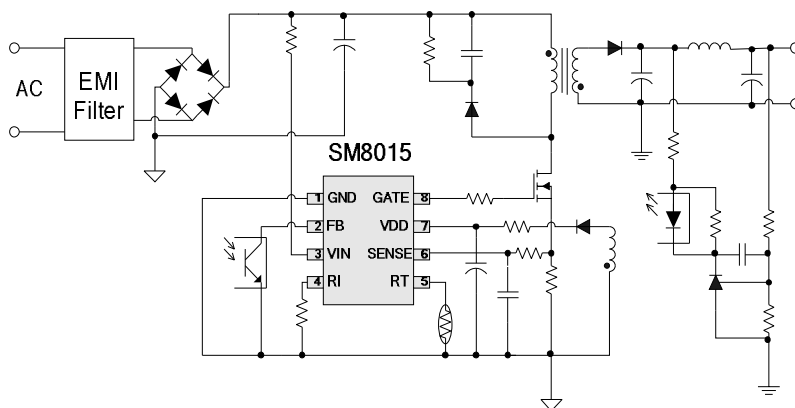 AC
EMI
Filter
SM8015
1 GND GATE 8
2 FB VDD 7
3 VIN SENSE 6
4 RI RT 5